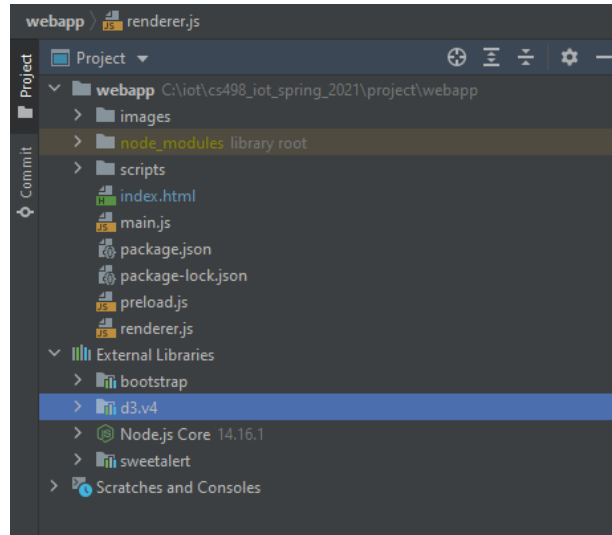 webapp renderer.js
Project
Project
Commit
webapp C:\iot\cs498_iot_spring_2021\project\webapp
images
node_modules library root
scripts
index.html
main.js
package.json
package-lock.json
preload.js
renderer.js
External Libraries
bootstrap
d3.v4
Node.js Core 14.16.1
sweetalert
Scratches and Consoles